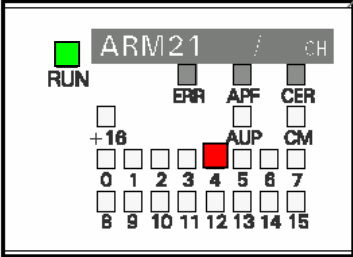 ARM21 / CH
RUN
ERR APF CER
+16 AUP CM
0 1 2 3 4 5 6 7
8 9 10 11 12 13 14 15